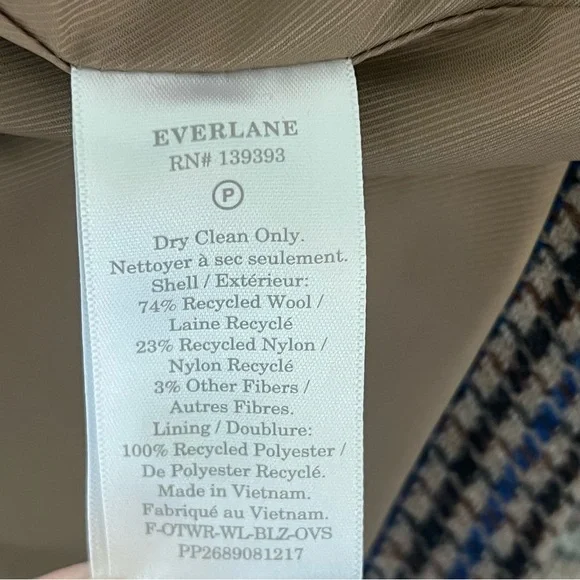 EVERLANE
RN# 139393
P
Dry Clean Only.
Nettoyer à sec seulement.
Shell / Extérieur:
74% Recycled Wool /
Laine Recyclé
23% Recycled Nylon /
Nylon Recyclé
3% Other Fibers /
Autres Fibres.
Lining / Doublure:
100% Recycled Polyester /
De Polyester Recyclé.
Made in Vietnam.
Fabriqué au Vietnam.
F-OTWR-WL-BLZ-OVS
PP2689081217